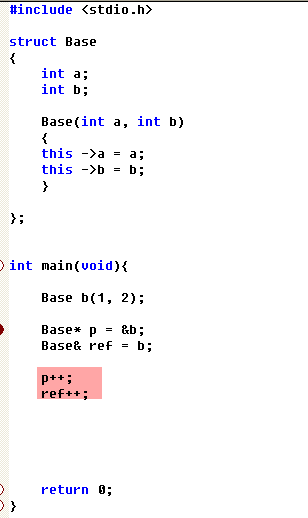 #include <stdio.h>
struct Base
{
int a;
int b;
Base(int a, int b)
{
this ->a = a;
this ->b = b;
}
};
int main(void){
Base b(1, 2);
Base* p = &b;
Base& ref = b;
p++;
ref++;
return 0;
}